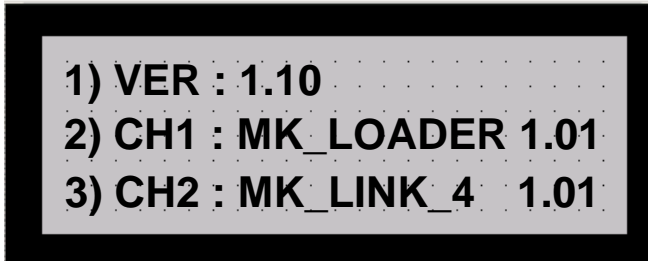 1) VER : 1.10
2) CH1 : MK_LOADER 1.01
3) CH2 : MK_LINK_4 1.01